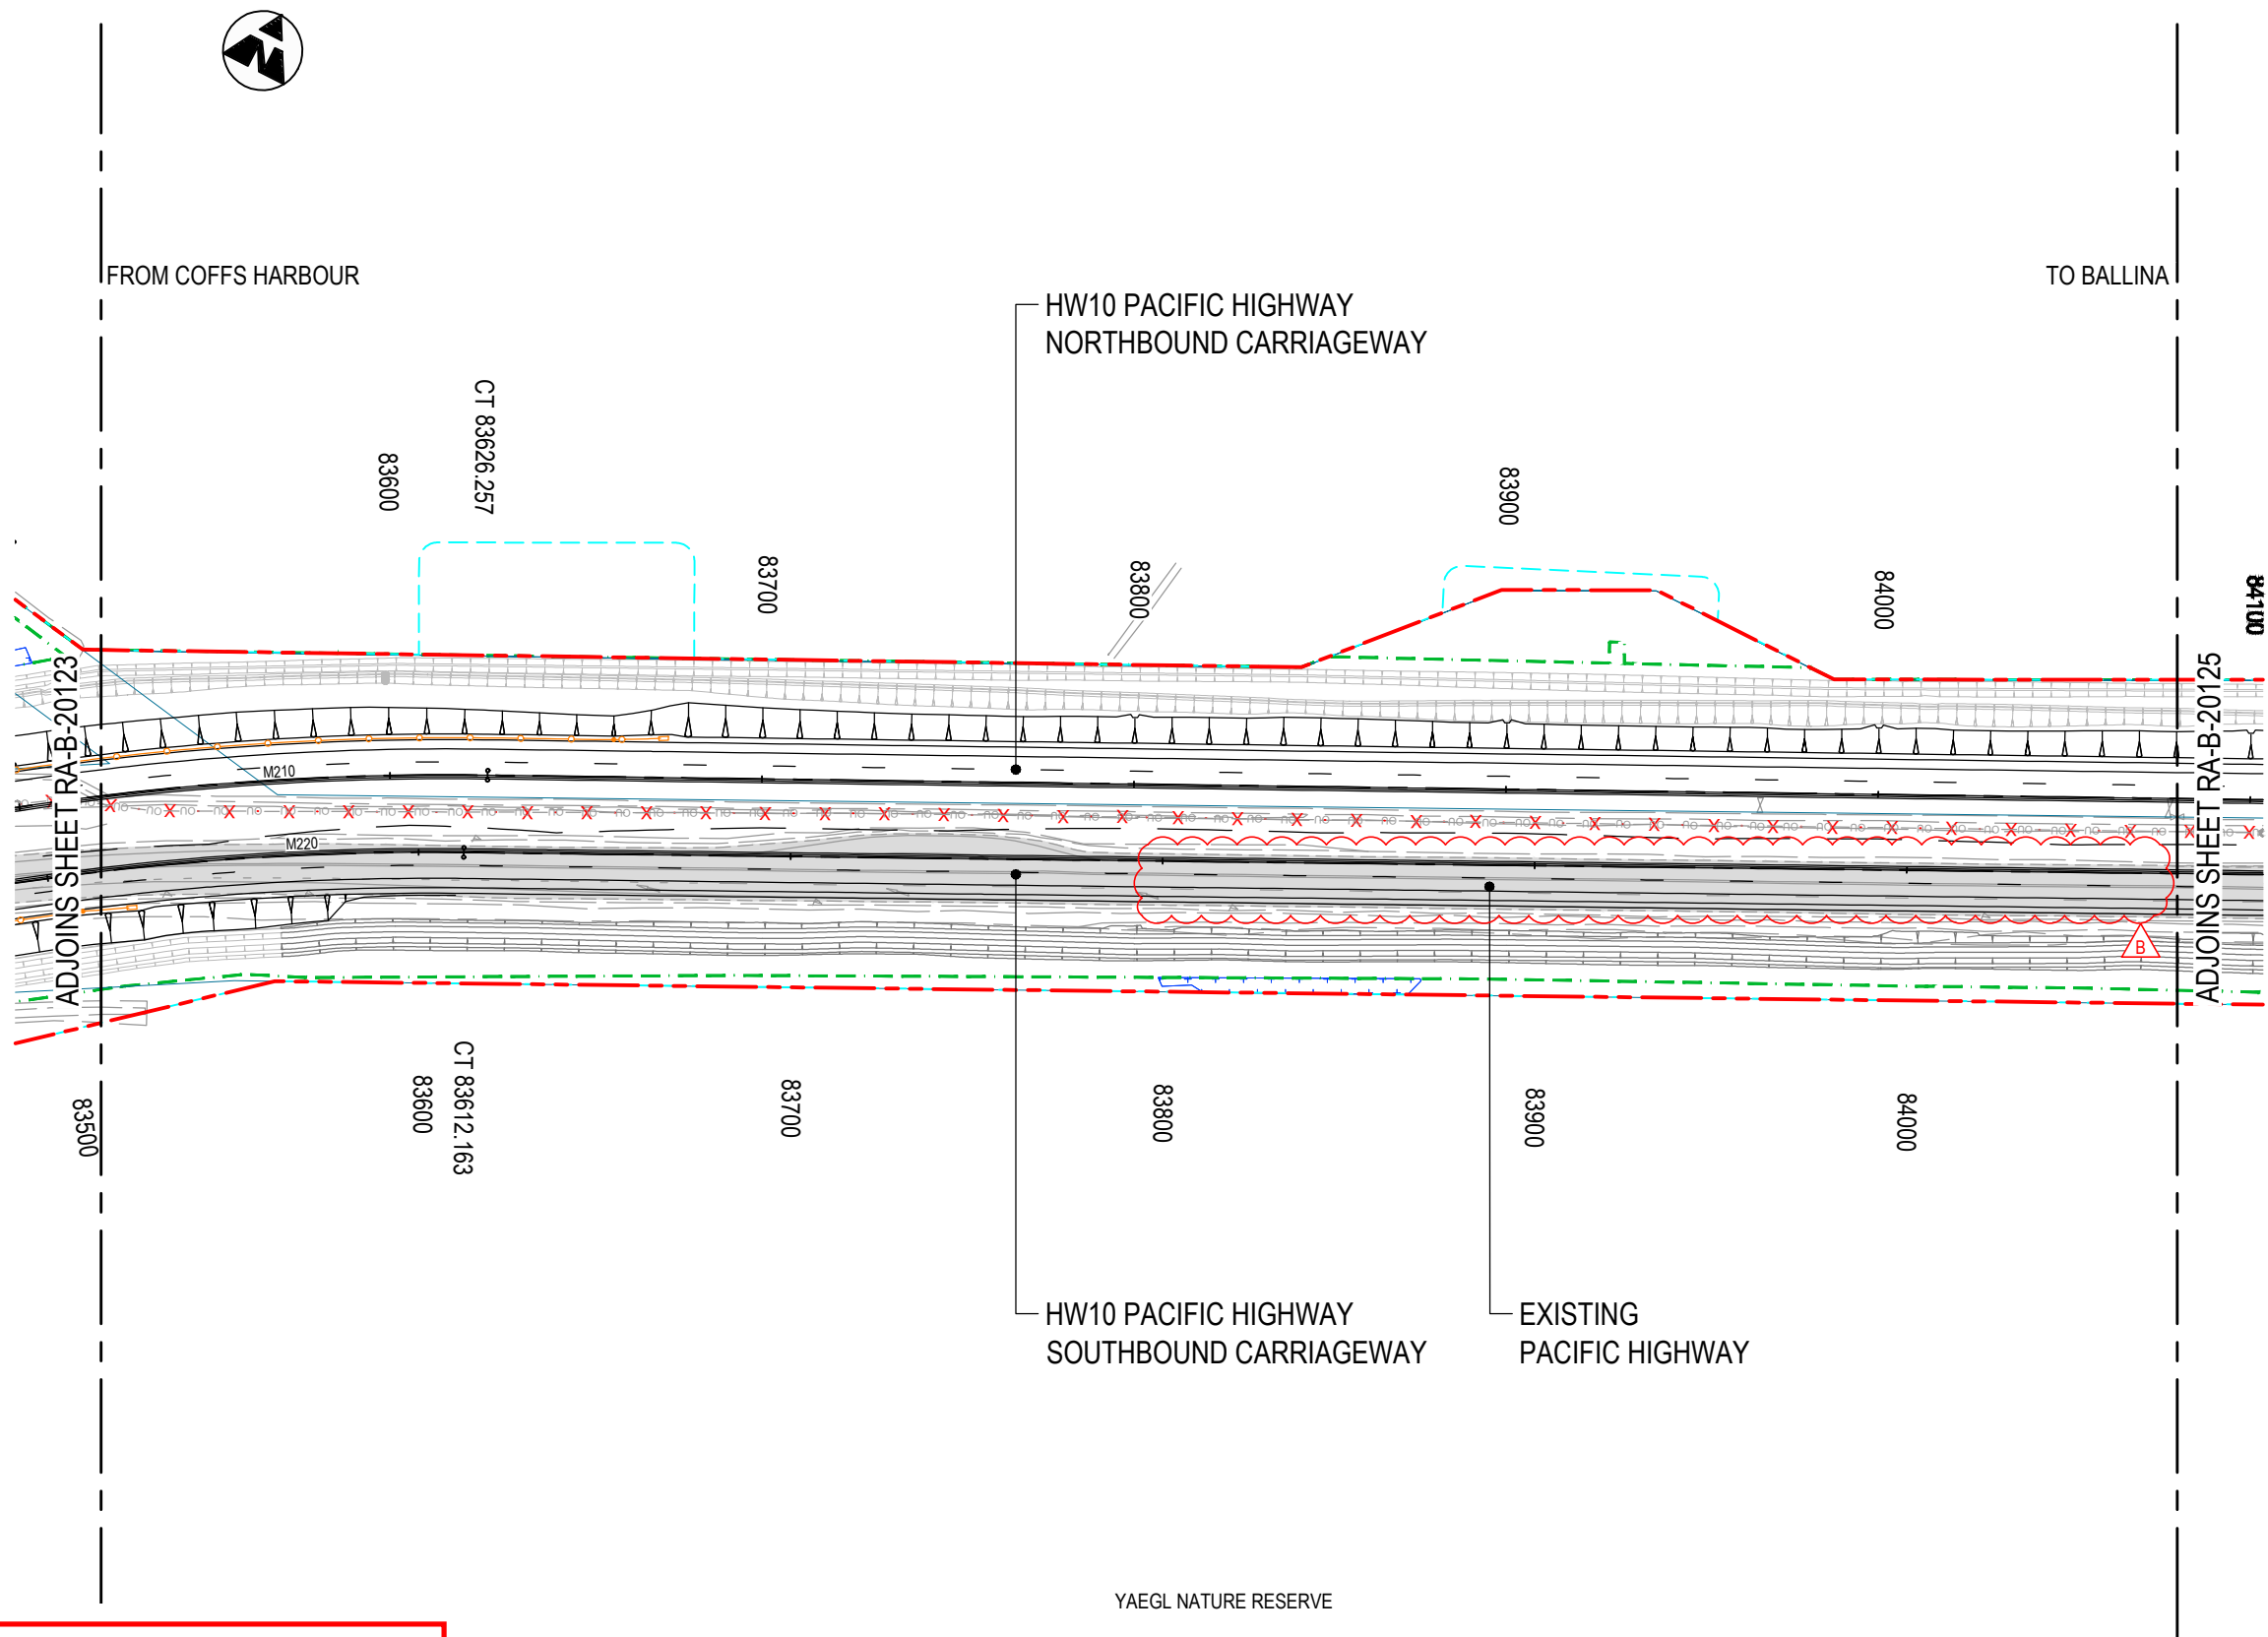 FROM COFFS HARBOUR
TO BALLINA
HW10 PACIFIC HIGHWAY
NORTHBOUND CARRIAGEWAY
CT 83626.257
83600
83700
83800
83900
84000
84100
ADJOINS SHEET RA-B-20123
ADJOINS SHEET RA-B-20125
M210
M220
B
83500
83600
CT 83612.163
83700
83800
83900
84000
HW10 PACIFIC HIGHWAY
SOUTHBOUND CARRIAGEWAY
EXISTING
PACIFIC HIGHWAY
YAEGL NATURE RESERVE